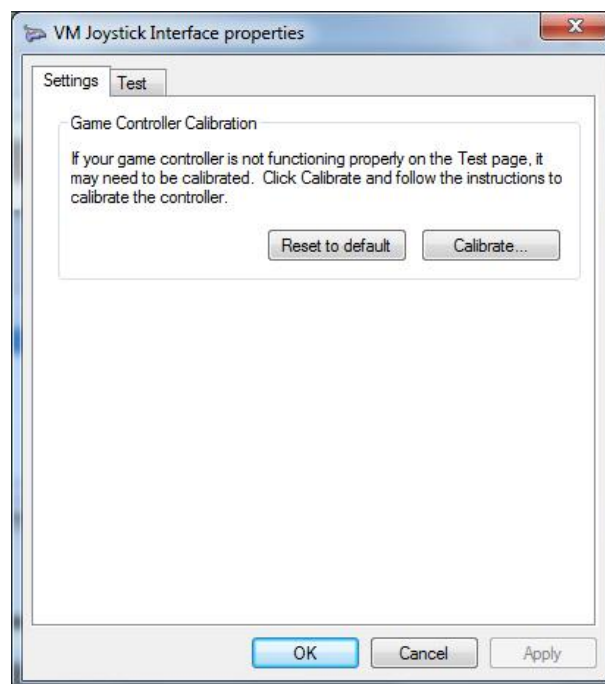 VM Joystick Interface properties
Settings
Test
Game Controller Calibration
If your game controller is not functioning properly on the Test page, it
may need to be calibrated.  Click Calibrate and follow the instructions to
calibrate the controller.
Reset to default
Calibrate...
OK
Cancel
Apply